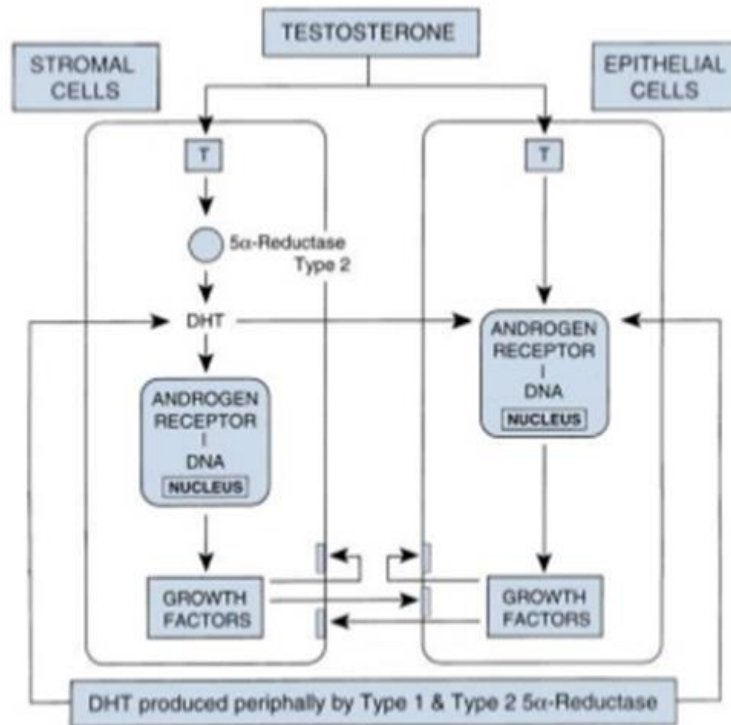 TESTOSTERONE
STROMAL
CELLS
EPITHELIAL
CELLS
T
T
5α-Reductase
Type 2
DHT
ANDROGEN
RECEPTOR
DNA
NUCLEUS
ANDROGEN
RECEPTOR
DNA
NUCLEUS
GROWTH
FACTORS
GROWTH
FACTORS
DHT produced periphally by Type 1 & Type 2 5α-Reductase